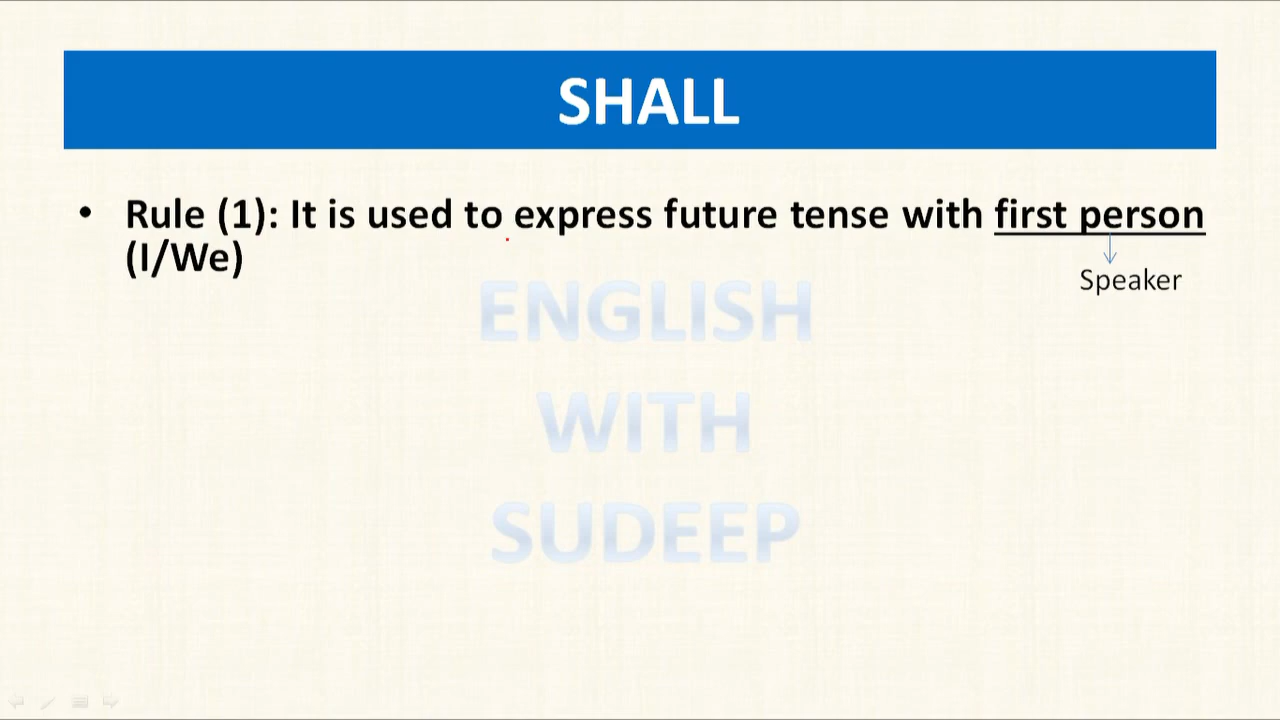 SHALL
• Rule (1): It is used to express future tense with first person
(I/We)
Speaker
ENGLISH
WITH
SUDEEP